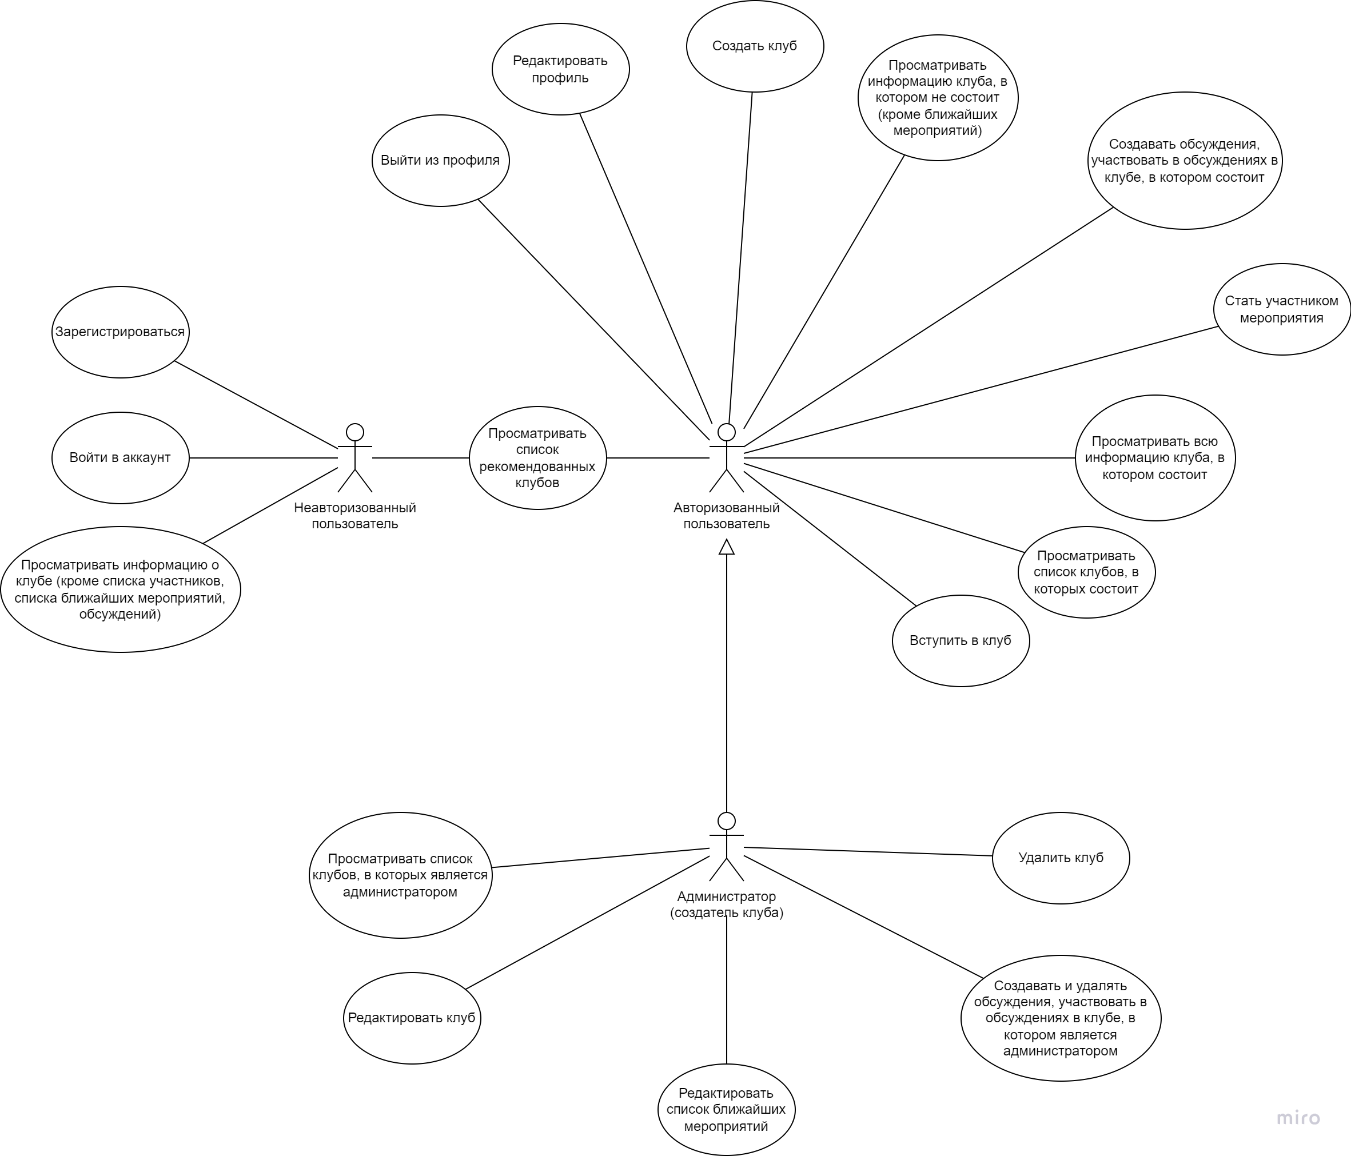 Создать клуб
Редактировать
профиль
Просматривать
информацию клуба, в
котором не состоит
(кроме ближайших
мероприятий)
Выйти из профиля
Создавать обсуждения,
участвовать в обсуждениях в
клубе, в котором состоит
Стать участником
мероприятия
Зарегистрироваться
Войти в аккаунт
Просматривать
список
рекомендованных
клубов
Просматривать всю
информацию клуба, в
котором состоит
Неавторизованный
пользователь
Авторизованный
пользователь
Просматривать информацию о
клубе (кроме списка участников,
списка ближайших мероприятий,
обсуждений)
Просматривать
список клубов, в
которых состоит
Вступить в клуб
Просматривать список
клубов, в которых является
администратором
Удалить клуб
Администратор
(создатель клуба)
Редактировать клуб
Создавать и удалять
обсуждения, участвовать в
обсуждениях в клубе, в
котором является
администратором
Редактировать
список ближайших
мероприятий
miro